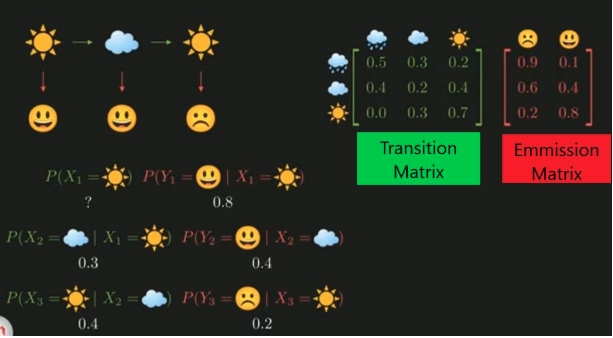 0.5 0.3 0.2
0.4 0.2 0.4
0.0 0.3 0.7
0.9 0.1
0.6 0.4
0.2 0.8
Transition
Matrix
Emmission
Matrix
P(X₁ = ☀️) P(Y₁ = 😃 | X₁ = ☀️)
? 0.8
P(X₂ = ☁️ | X₁ = ☀️) P(Y₂ = 😃 | X₂ = ☁️)
0.3 0.4
P(X₃ = ☀️ | X₂ = ☁️) P(Y₃ = ☹️ | X₃ = ☀️)
0.4 0.2